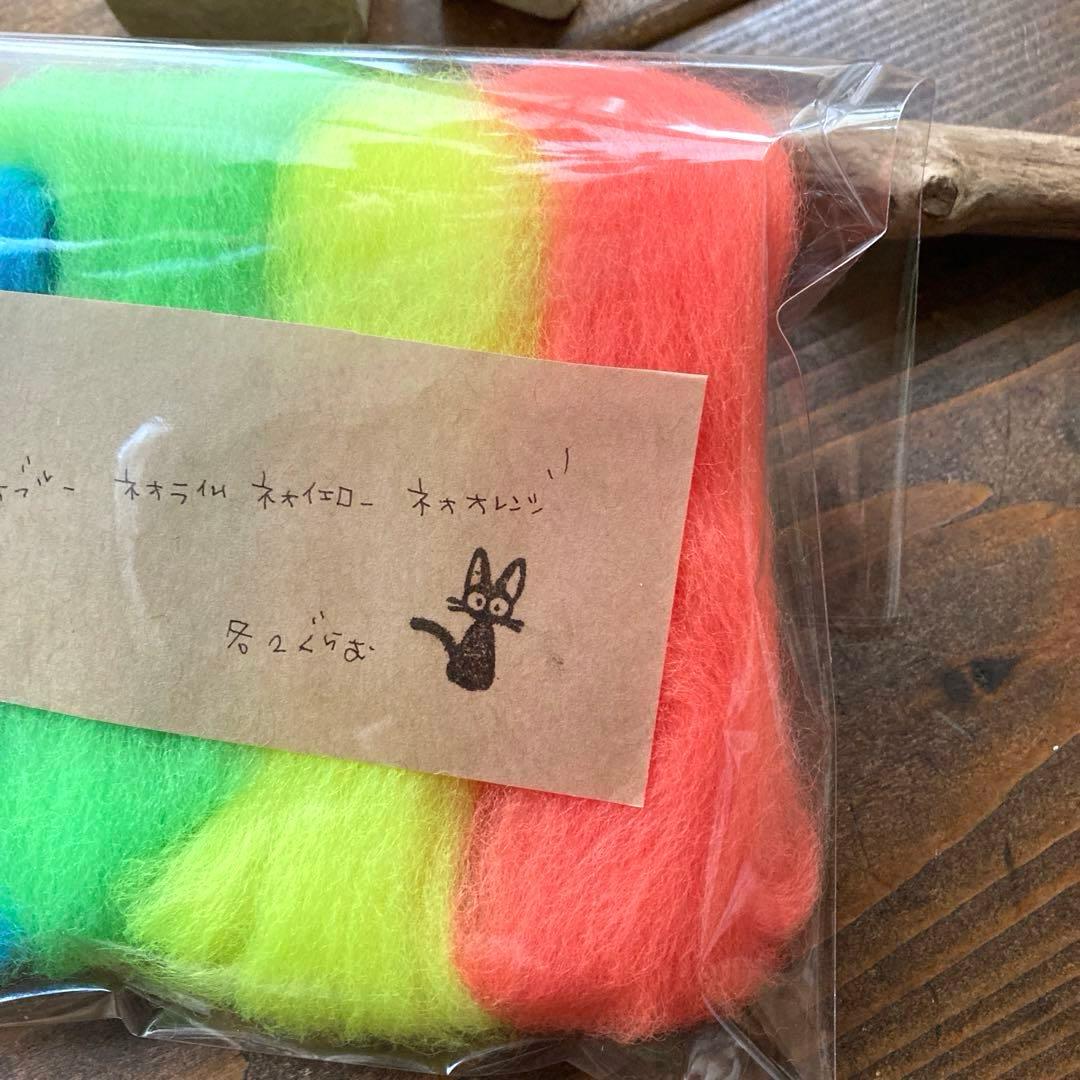 ブルー ネオライム ネオイエロー ネオオレンジ
各2ぐらむ